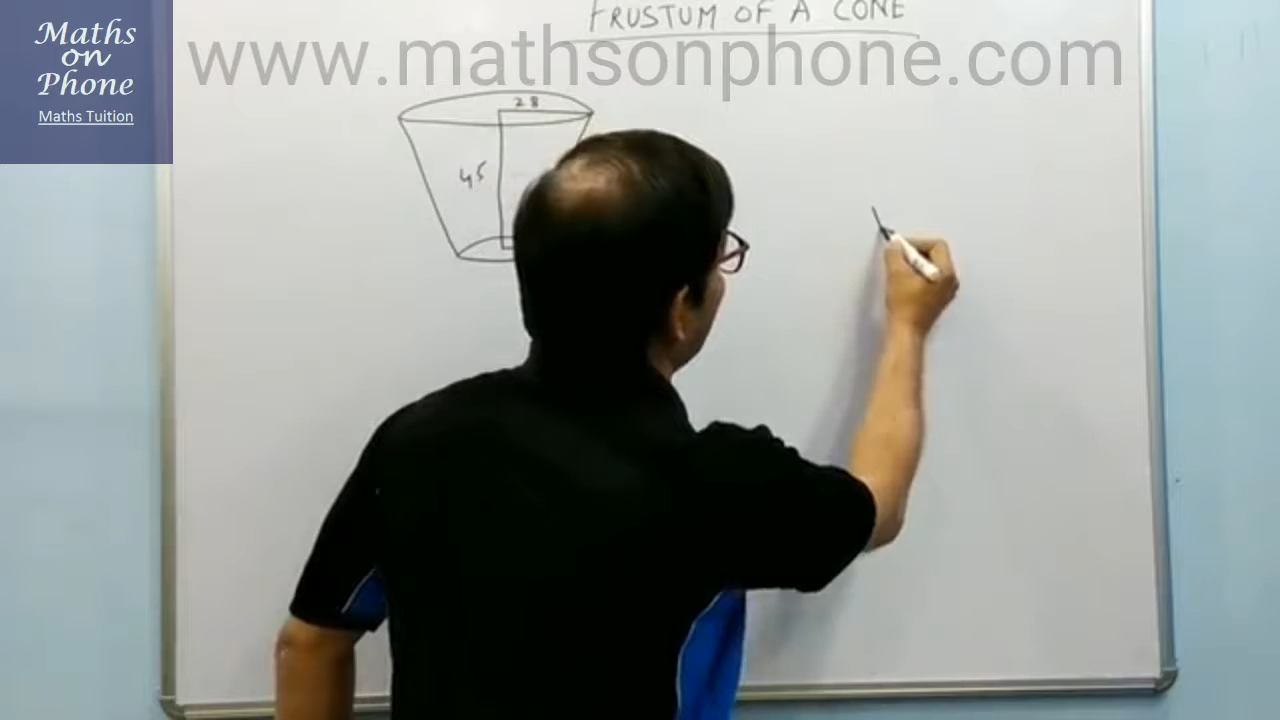 FRUSTUM OF A CONE
Maths
on
Phone
Maths Tuition
www.mathsonphone.com
28
45